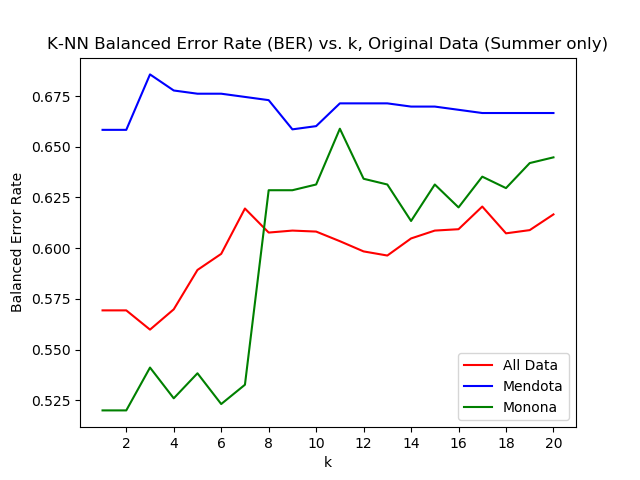 K-NN Balanced Error Rate (BER) vs. k, Original Data (Summer only)
Balanced Error Rate
0.675
0.650
0.625
0.600
0.575
0.550
0.525
All Data
Mendota
Monona
2 4 6 8 10 12 14 16 18 20
k